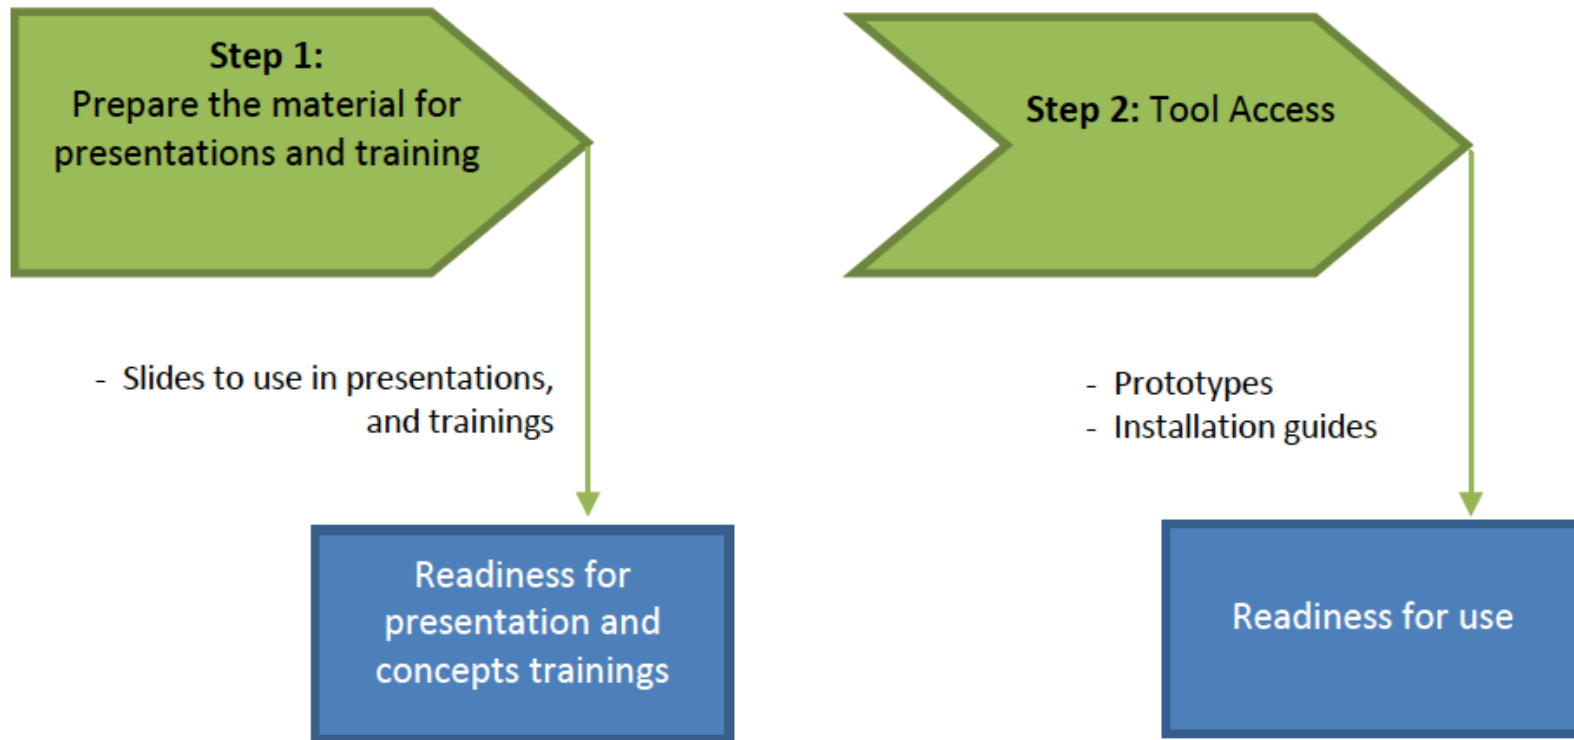 Step 1:
Prepare the material for
presentations and training
Step 2: Tool Access
- Slides to use in presentations,
and trainings
- Prototypes
- Installation guides
Readiness for
presentation and
concepts trainings
Readiness for use